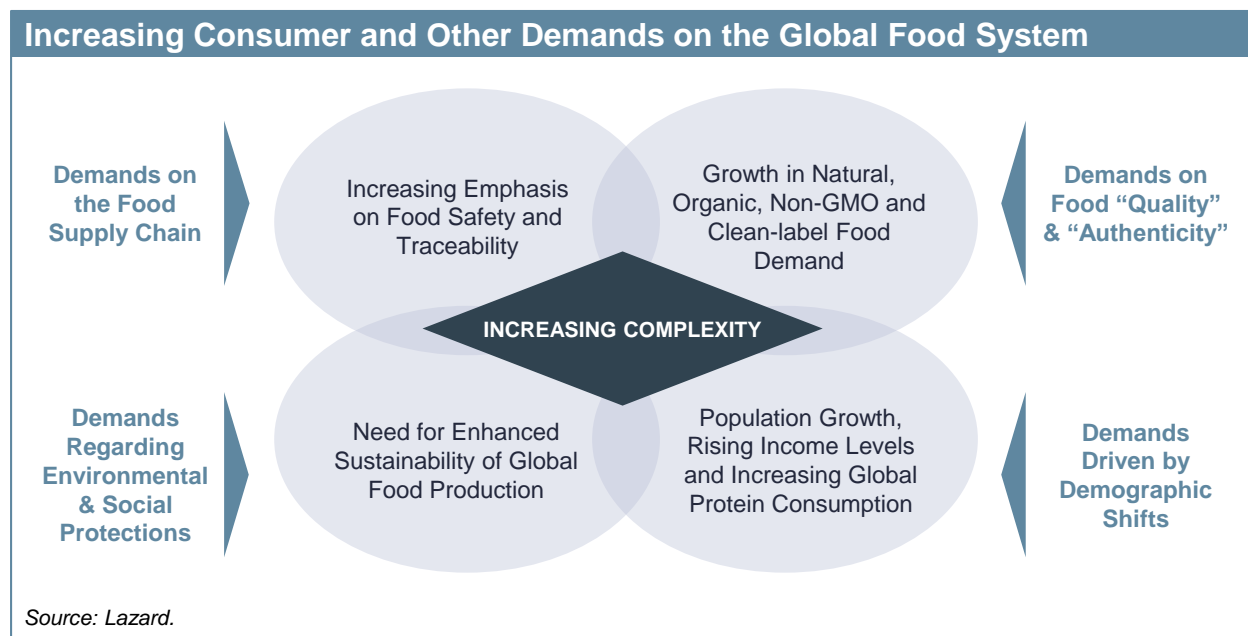 Increasing Consumer and Other Demands on the Global Food System
Demands on
the Food
Supply Chain
Increasing Emphasis
on Food Safety and
Traceability
Growth in Natural,
Organic, Non-GMO and
Clean-label Food
Demand
Demands on
Food “Quality”
& “Authenticity”
INCREASING COMPLEXITY
Demands
Regarding
Environmental
& Social
Protections
Need for Enhanced
Sustainability of Global
Food Production
Population Growth,
Rising Income Levels
and Increasing Global
Protein Consumption
Demands
Driven by
Demographic
Shifts
Source: Lazard.